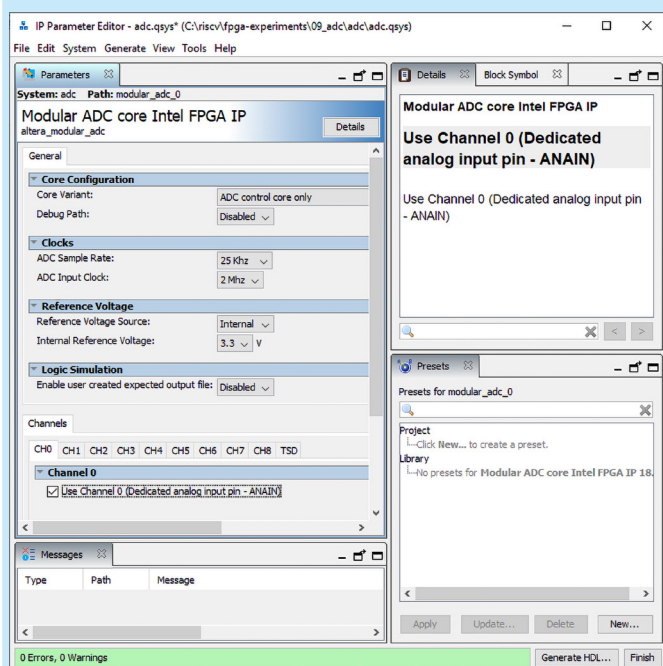 IP Parameter Editor - adc.qsys* (C:\riscv\fpga-experiments\09_adc\adc\adc.qsys)
File Edit System Generate View Tools Help
Parameters
System: adc Path: modular_adc_0
Modular ADC core Intel FPGA IP
altera_modular_adc
Details
General
Core Configuration
Core Variant: ADC control core only
Debug Path: Disabled
Clocks
ADC Sample Rate: 25 Khz
ADC Input Clock: 2 Mhz
Reference Voltage
Reference Voltage Source: Internal
Internal Reference Voltage: 3.3 V
Logic Simulation
Enable user created expected output file: Disabled
Channels
CH0 CH1 CH2 CH3 CH4 CH5 CH6 CH7 CH8 TSD
Channel 0
Use Channel 0 (Dedicated analog input pin - ANAIN)
Messages
Type Path Message
0 Errors, 0 Warnings
Details Block Symbol
Modular ADC core Intel FPGA IP
Use Channel 0 (Dedicated
analog input pin - ANAIN)
Use Channel 0 (Dedicated analog input pin
- ANAIN)
Presets
Presets for modular_adc_0
Project
Click New... to create a preset.
Library
No presets for Modular ADC core Intel FPGA IP 18.
Apply Update... Delete New...
Generate HDL... Finish